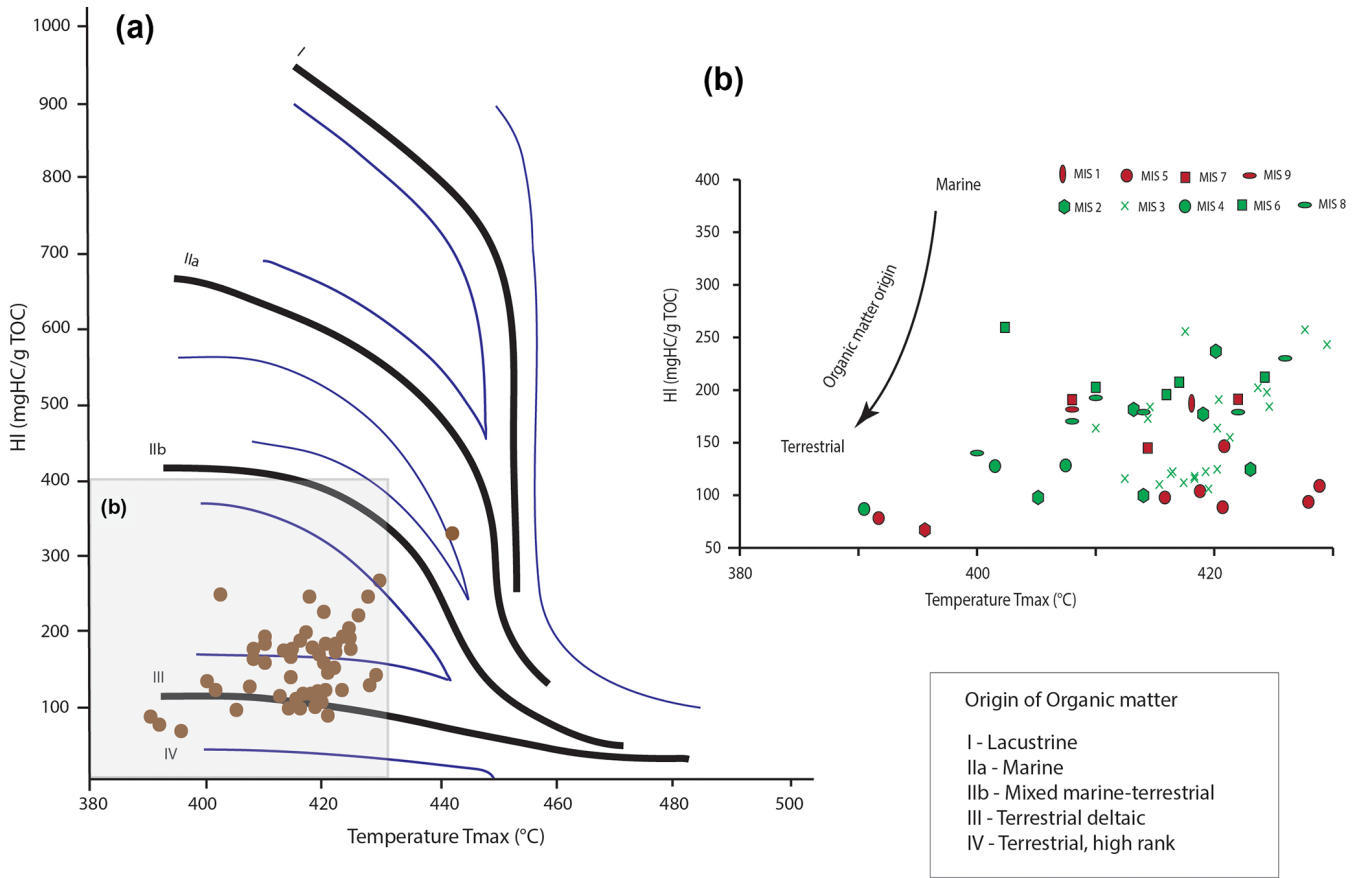 (a)
1000
900
800
700
600
500
400
300
200
100
HI (mgHC/g TOC)
I
IIa
IIb
(b)
III
IV
380
400
420
440
460
480
500
Temperature Tmax (°C)
(b)
400
350
300
250
200
150
100
50
HI (mgHC/g TOC)
Marine
Organic matter origin
Terrestrial
MIS 1
MIS 5
MIS 7
MIS 9
MIS 2
MIS 3
MIS 4
MIS 6
MIS 8
380
400
420
Temperature Tmax (°C)
Origin of Organic matter
I - Lacustrine
IIa - Marine
IIb - Mixed marine-terrestrial
III - Terrestrial deltaic
IV - Terrestrial, high rank